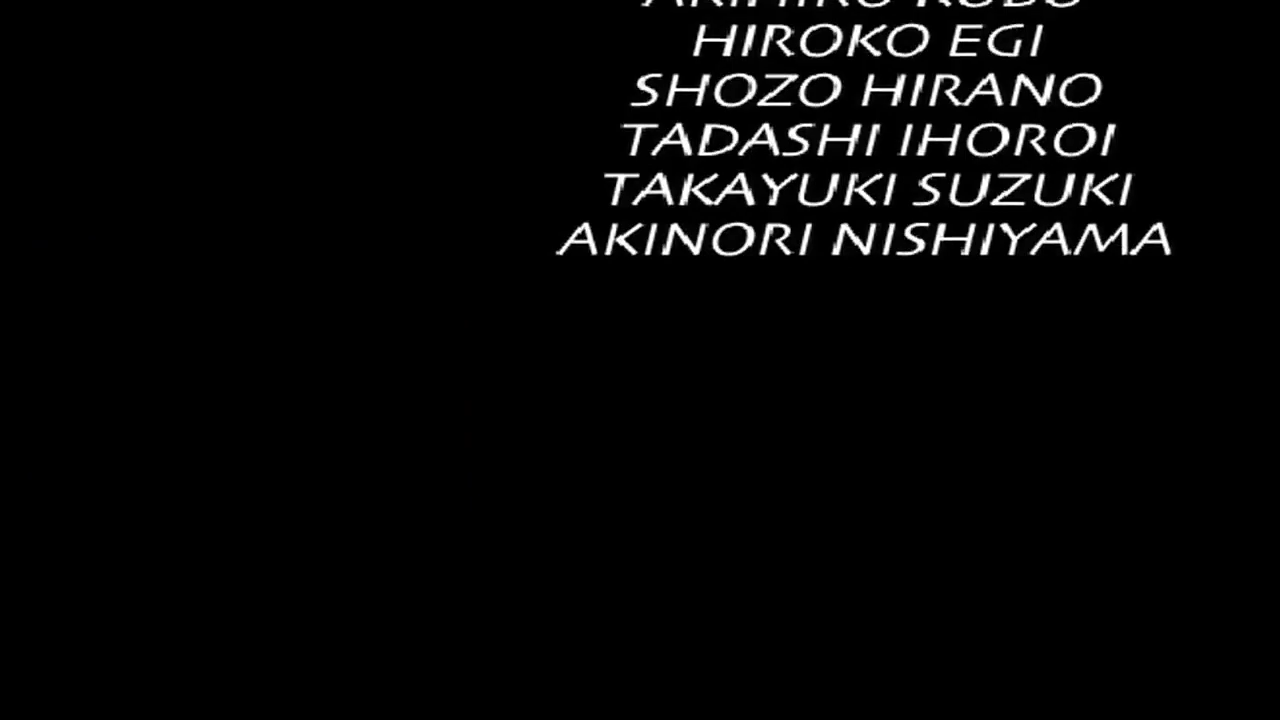 HIROKO EGI
SHOZO HIRANO
TADASHI IHOROI
TAKAYUKI SUZUKI
AKINORI NISHIYAMA